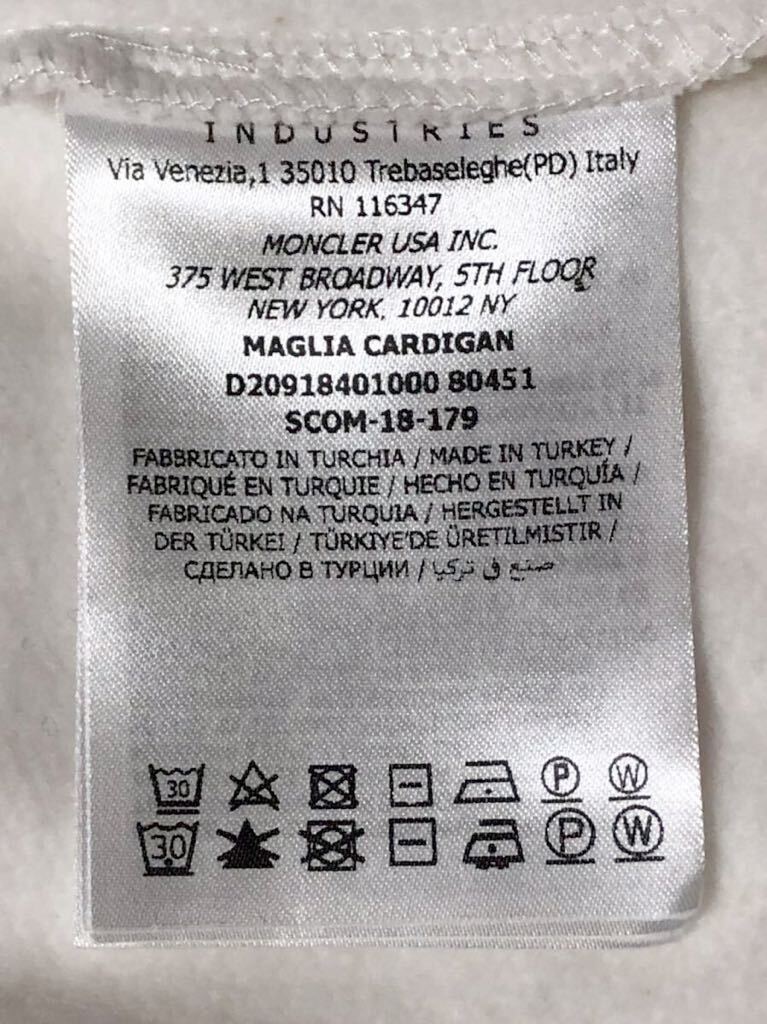 INDUSTRIES
Via Venezia,1 35010 Trebaseleghe(PD) Italy
RN 116347
MONCLER USA INC.
375 WEST BROADWAY, 5TH FLOOR
NEW YORK, 10012 NY
MAGLIA CARDIGAN
D20918401000 80451
SCOM-18-179
FABBRICATO IN TURCHIA / MADE IN TURKEY /
FABRIQUÉ EN TURQUIE / HECHO EN TURQUÍA /
FABRICADO NA TURQUIA / HERGESTELLT IN
DER TÜRKEI / TÜRKIYE'DE ÜRETILMISTIR /
СДЕЛАНО В ТУРЦИИ / صنع في تركيا
30 P W
30 P W